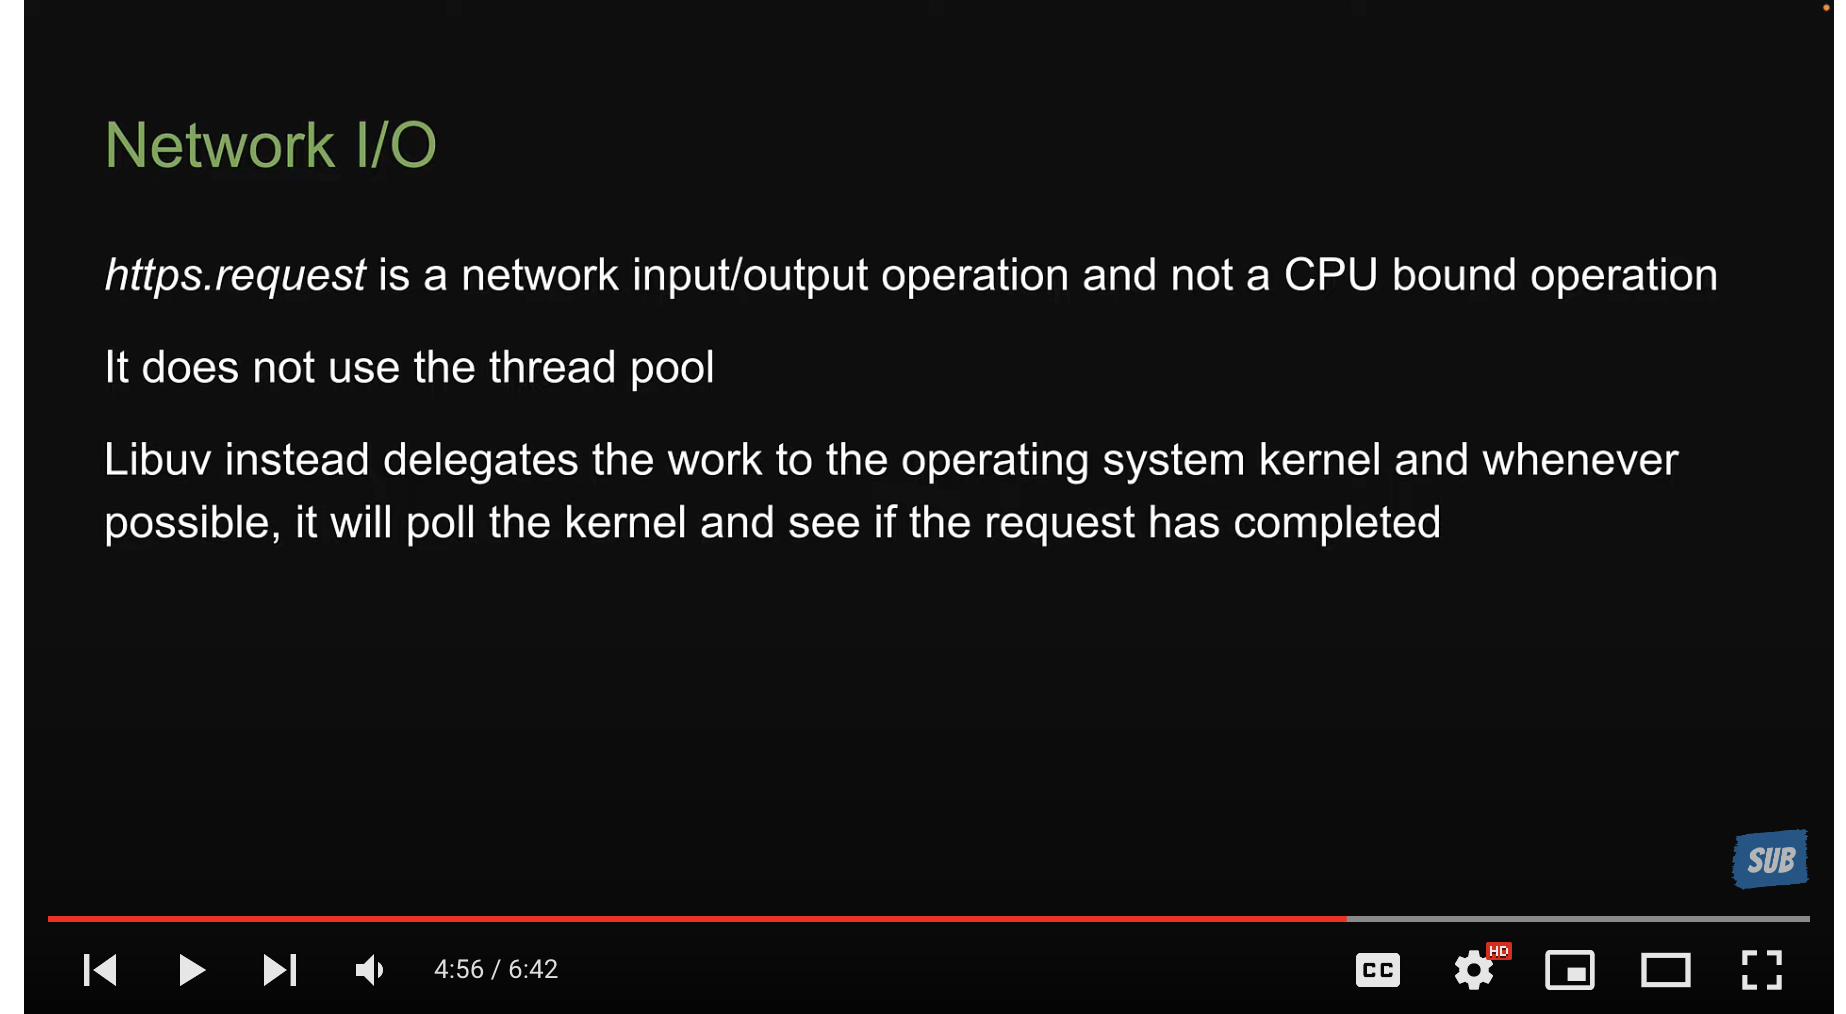 Network I/O
https.request is a network input/output operation and not a CPU bound operation
It does not use the thread pool
Libuv instead delegates the work to the operating system kernel and whenever
possible, it will poll the kernel and see if the request has completed
SUB
4:56 / 6:42
CC
HD